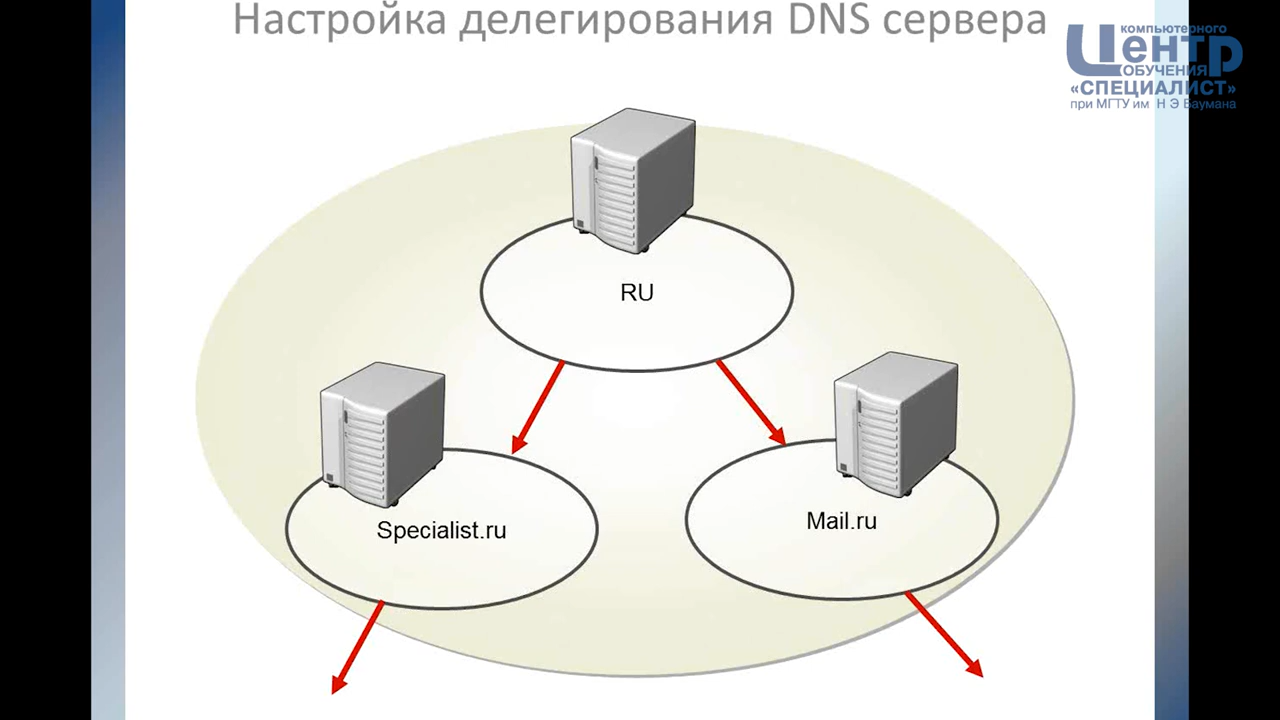 Настройка делегирования DNS сервера
компьютерного
Центр
ОБУЧЕНИЯ
«СПЕЦИАЛИСТ»
при МГТУ им Н Э Баумана
RU
Specialist.ru
Mail.ru